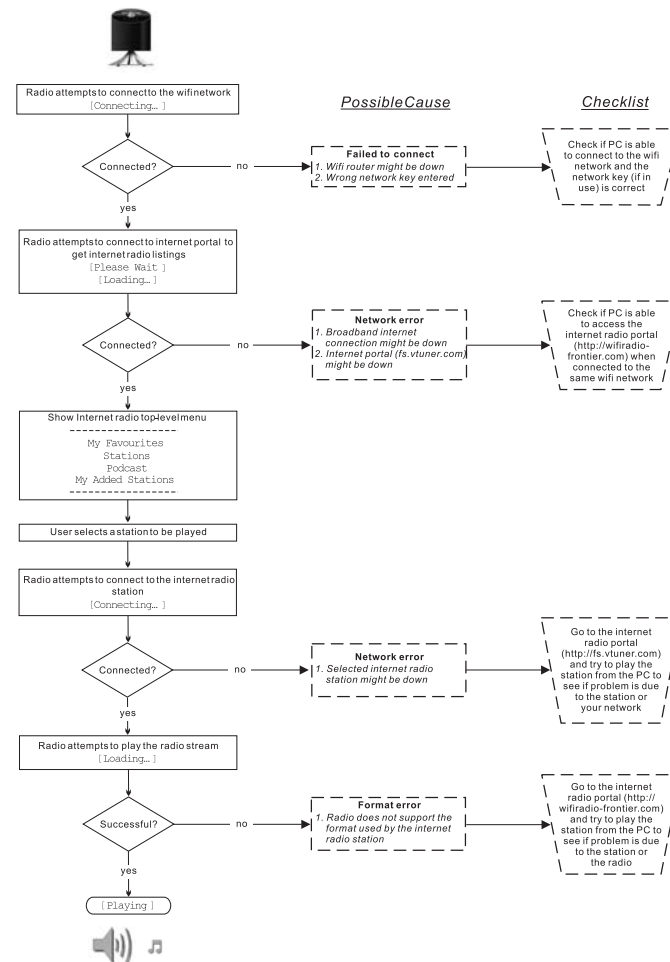 Radio attempts to connect to the wifi network
[Connecting... ]
Possible Cause
Checklist
Connected?
no
Failed to connect
1. Wifi router might be down
2. Wrong network key entered
Check if PC is able
to connect to the wifi
network and the
network key (if in
use) is correct
yes
Radio attempts to connect to internet portal to
get internet radio listings
[Please Wait ]
[Loading... ]
Connected?
no
Network error
1. Broadband internet
connection might be down
2. Internet portal (fs.vtuner.com)
might be down
Check if PC is able
to access the
internet radio portal
(http://wifiradio-
frontier.com) when
connected to the
same wifi network
yes
Show Internet radio top-level menu
My Favourites
Stations
Podcast
My Added Stations
User selects a station to be played
Radio attempts to connect to the internet radio
station
[Connecting... ]
Connected?
no
Network error
1. Selected internet radio
station might be down
Go to the internet
radio portal
(http://fs.vtuner.com)
and try to play the
station from the PC to
see if problem is due
to the station or
your network
yes
Radio attempts to play the radio stream
[Loading... ]
Successful?
no
Format error
1. Radio does not support the
format used by the internet
radio station
Go to the internet
radio portal (http://
wifiradio-frontier.com)
and try to play the
station from the PC to
see if problem is due
to the station or
the radio
yes
[Playing ]